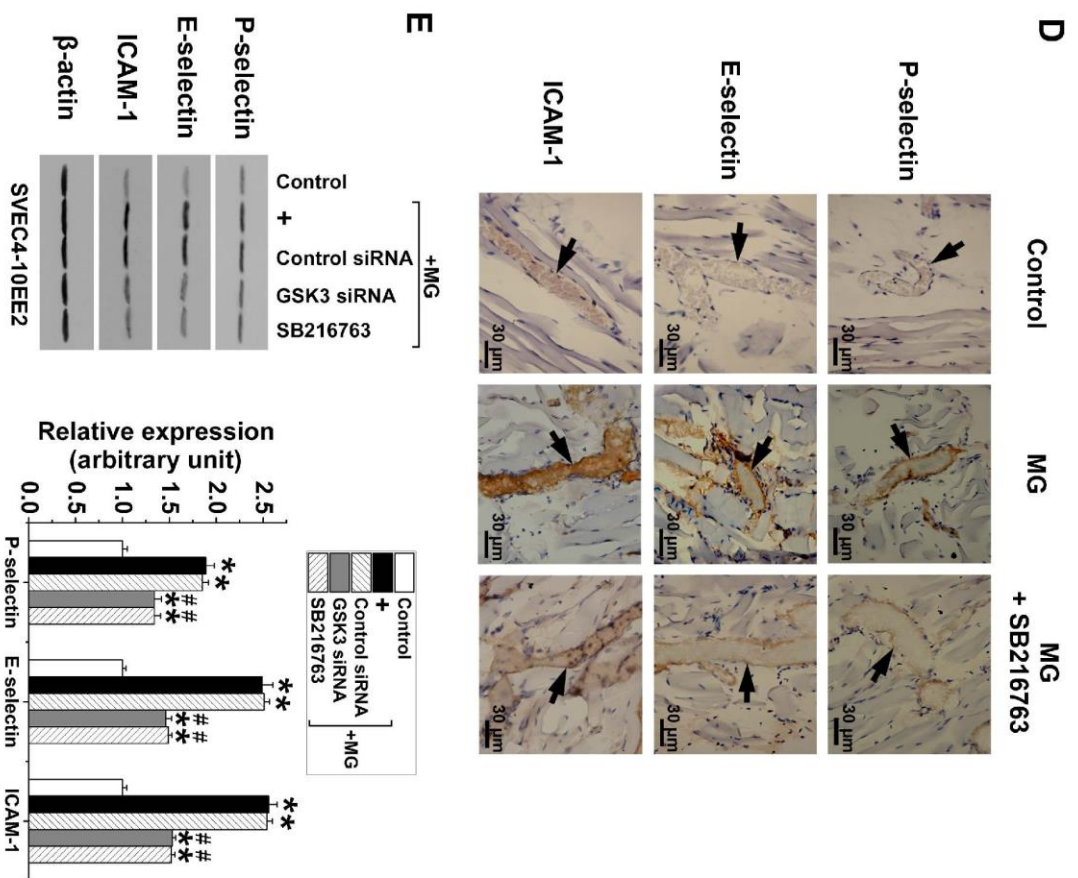 D
Control
MG
MG
+ SB216763
P-selectin
30 μm
30 μm
30 μm
E-selectin
30 μm
30 μm
30 μm
ICAM-1
30 μm
30 μm
30 μm
E
+MG
Control
+
Control siRNA
GSK3 siRNA
SB216763
P-selectin
E-selectin
ICAM-1
β-actin
SVEC4-10EE2
Control
+
Control siRNA
GSK3 siRNA
SB216763
+MG
Relative expression
(arbitrary unit)
2.5
2.0
1.5
1.0
0.5
0.0
* * #* #*
* * #* #*
* * #* #*
P-selectin
E-selectin
ICAM-1